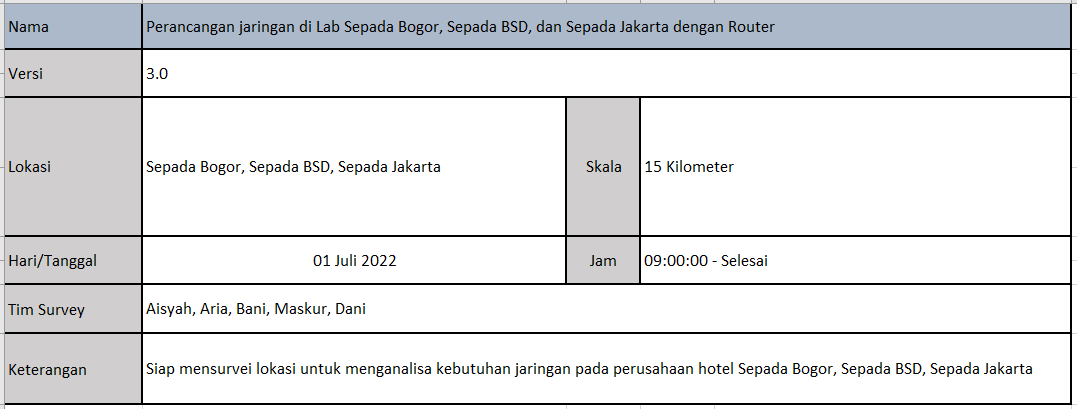 Nama Perancangan jaringan di Lab Sepada Bogor, Sepada BSD, dan Sepada Jakarta dengan Router
Versi 3.0
Lokasi Sepada Bogor, Sepada BSD, Sepada Jakarta Skala 15 Kilometer
Hari/Tanggal 01 Juli 2022 Jam 09:00:00 - Selesai
Tim Survey Aisyah, Aria, Bani, Maskur, Dani
Keterangan Siap mensurvei lokasi untuk menganalisa kebutuhan jaringan pada perusahaan hotel Sepada Bogor, Sepada BSD, Sepada Jakarta